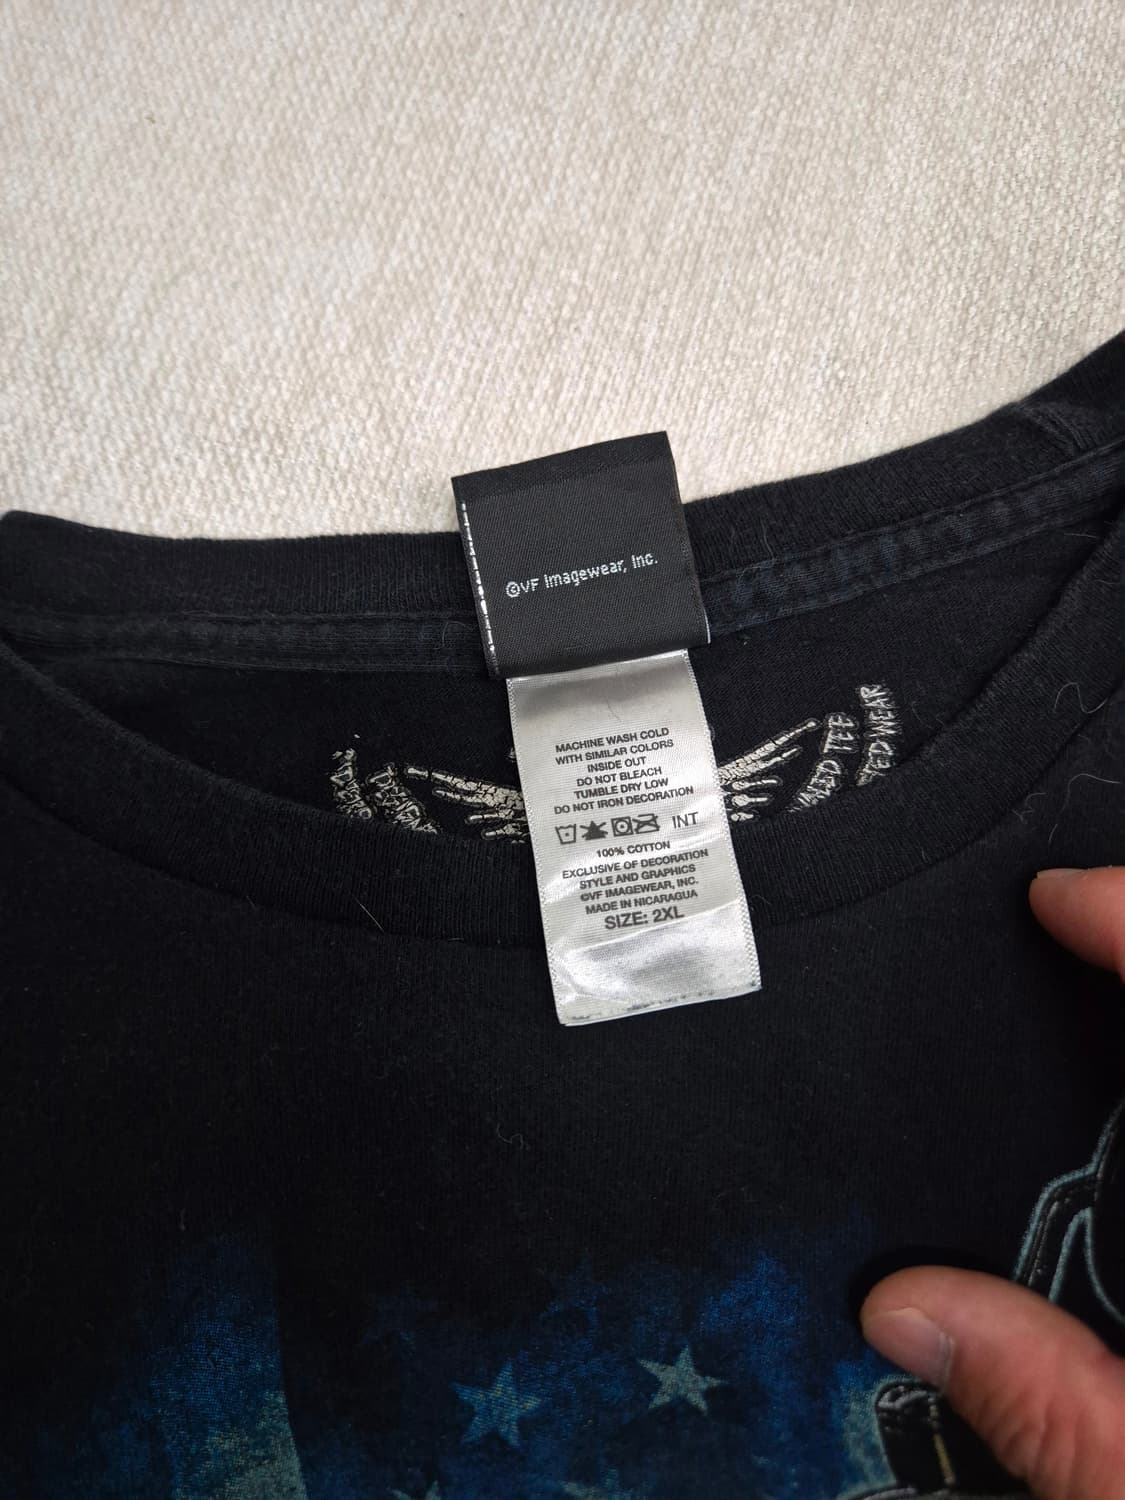 ©VF Imagewear, Inc.
MACHINE WASH COLD
WITH SIMILAR COLORS
INSIDE OUT
DO NOT BLEACH
TUMBLE DRY LOW
DO NOT IRON DECORATION
INT
100% COTTON
EXCLUSIVE OF DECORATION
STYLE AND GRAPHICS
©VF IMAGEWEAR, INC.
MADE IN NICARAGUA
SIZE: 2XL
TEE
WEAR